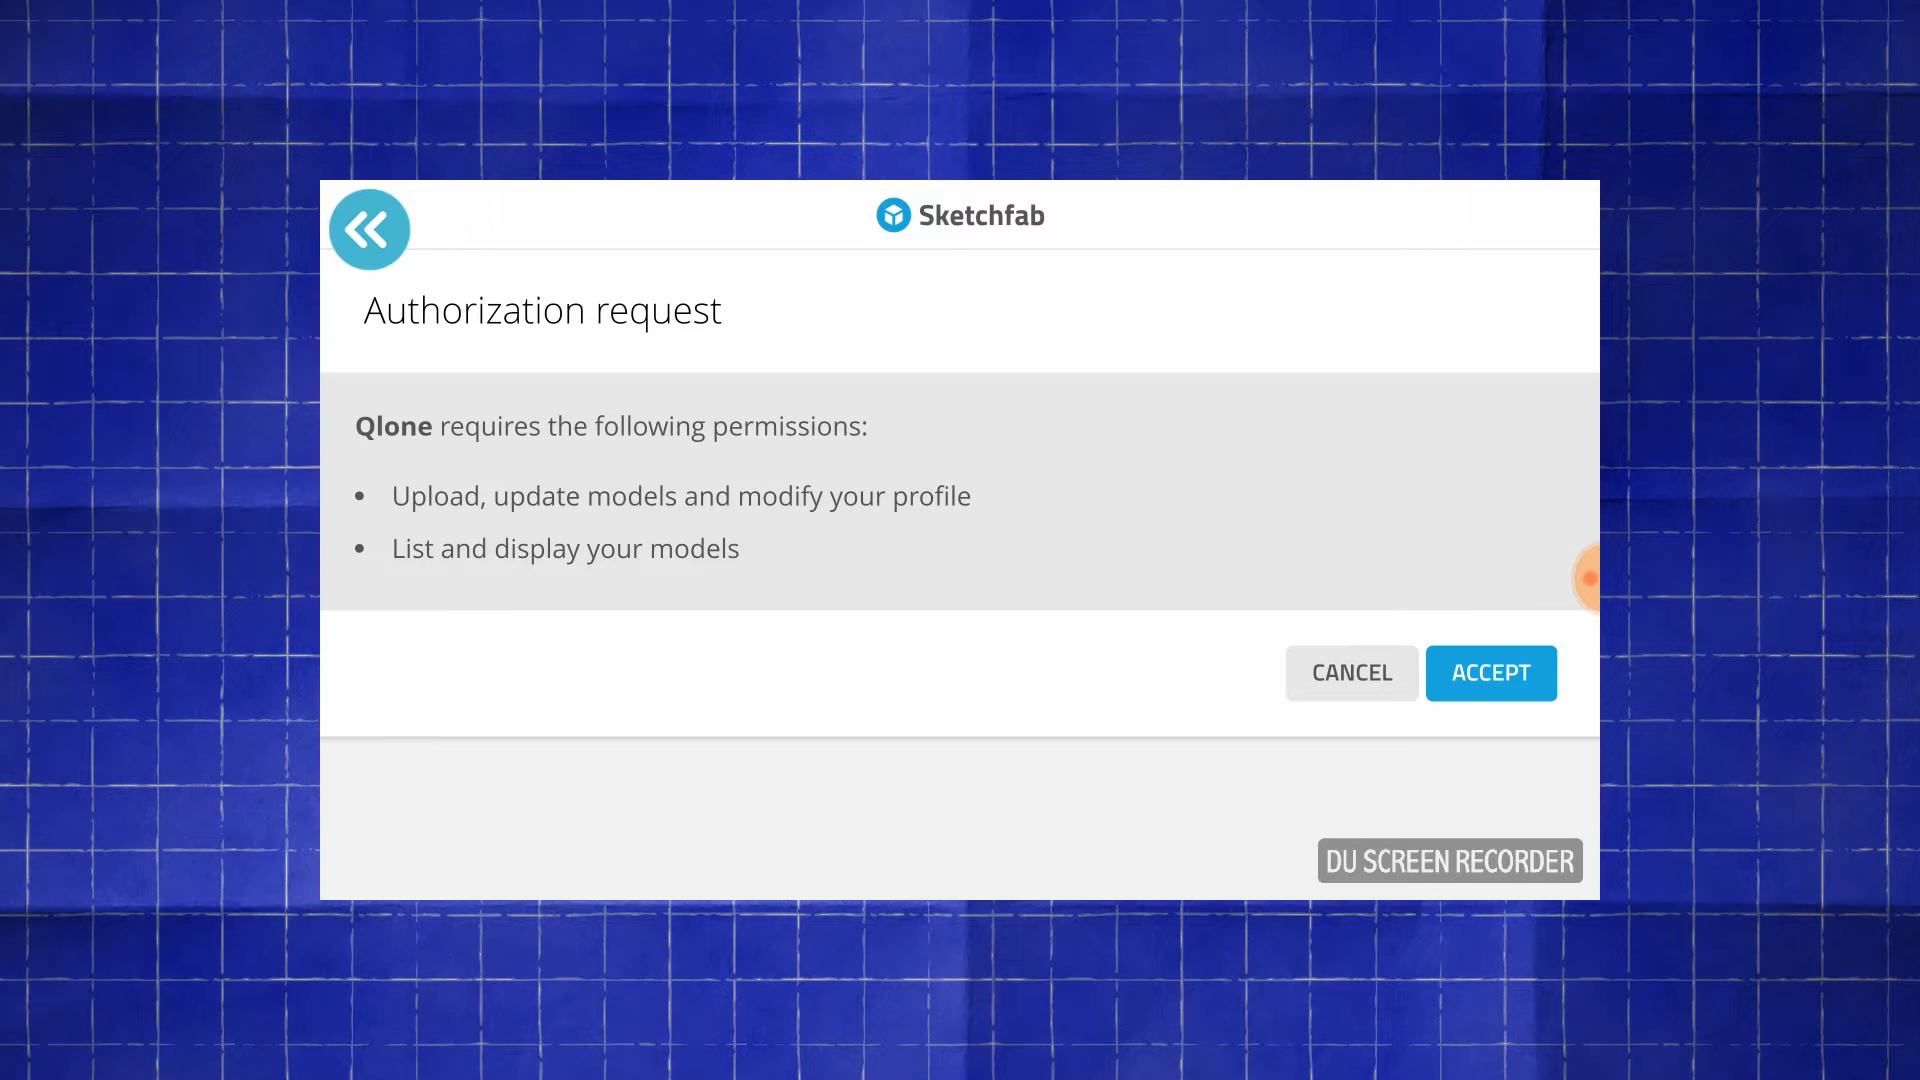 Sketchfab
Authorization request
Qlone requires the following permissions:
• Upload, update models and modify your profile
• List and display your models
CANCEL ACCEPT
DU SCREEN RECORDER